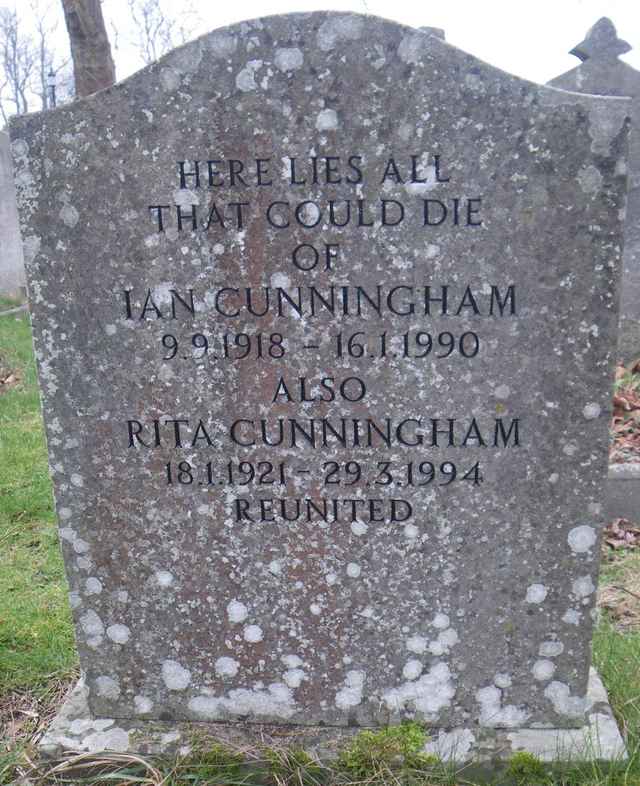 HERE LIES ALL
THAT COULD DIE
OF
IAN CUNNINGHAM
9.9.1918 - 16.1.1990
ALSO
RITA CUNNINGHAM
18.1.1921 - 29.3.1994
REUNITED